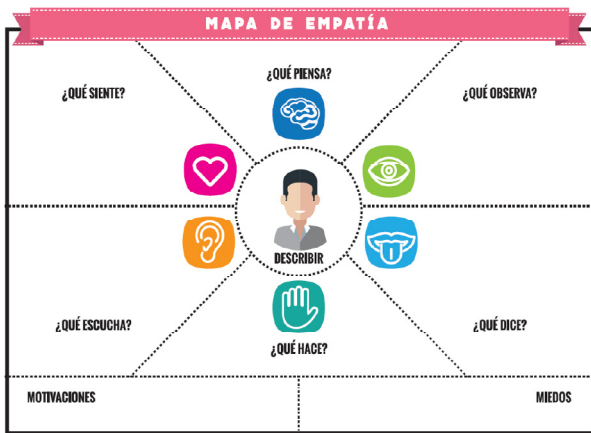 MAPA DE EMPATÍA
¿QUÉ PIENSA?
¿QUÉ SIENTE?
¿QUÉ OBSERVA?
DESCRIBIR
¿QUÉ ESCUCHA?
¿QUÉ DICE?
¿QUÉ HACE?
MOTIVACIONES
MIEDOS